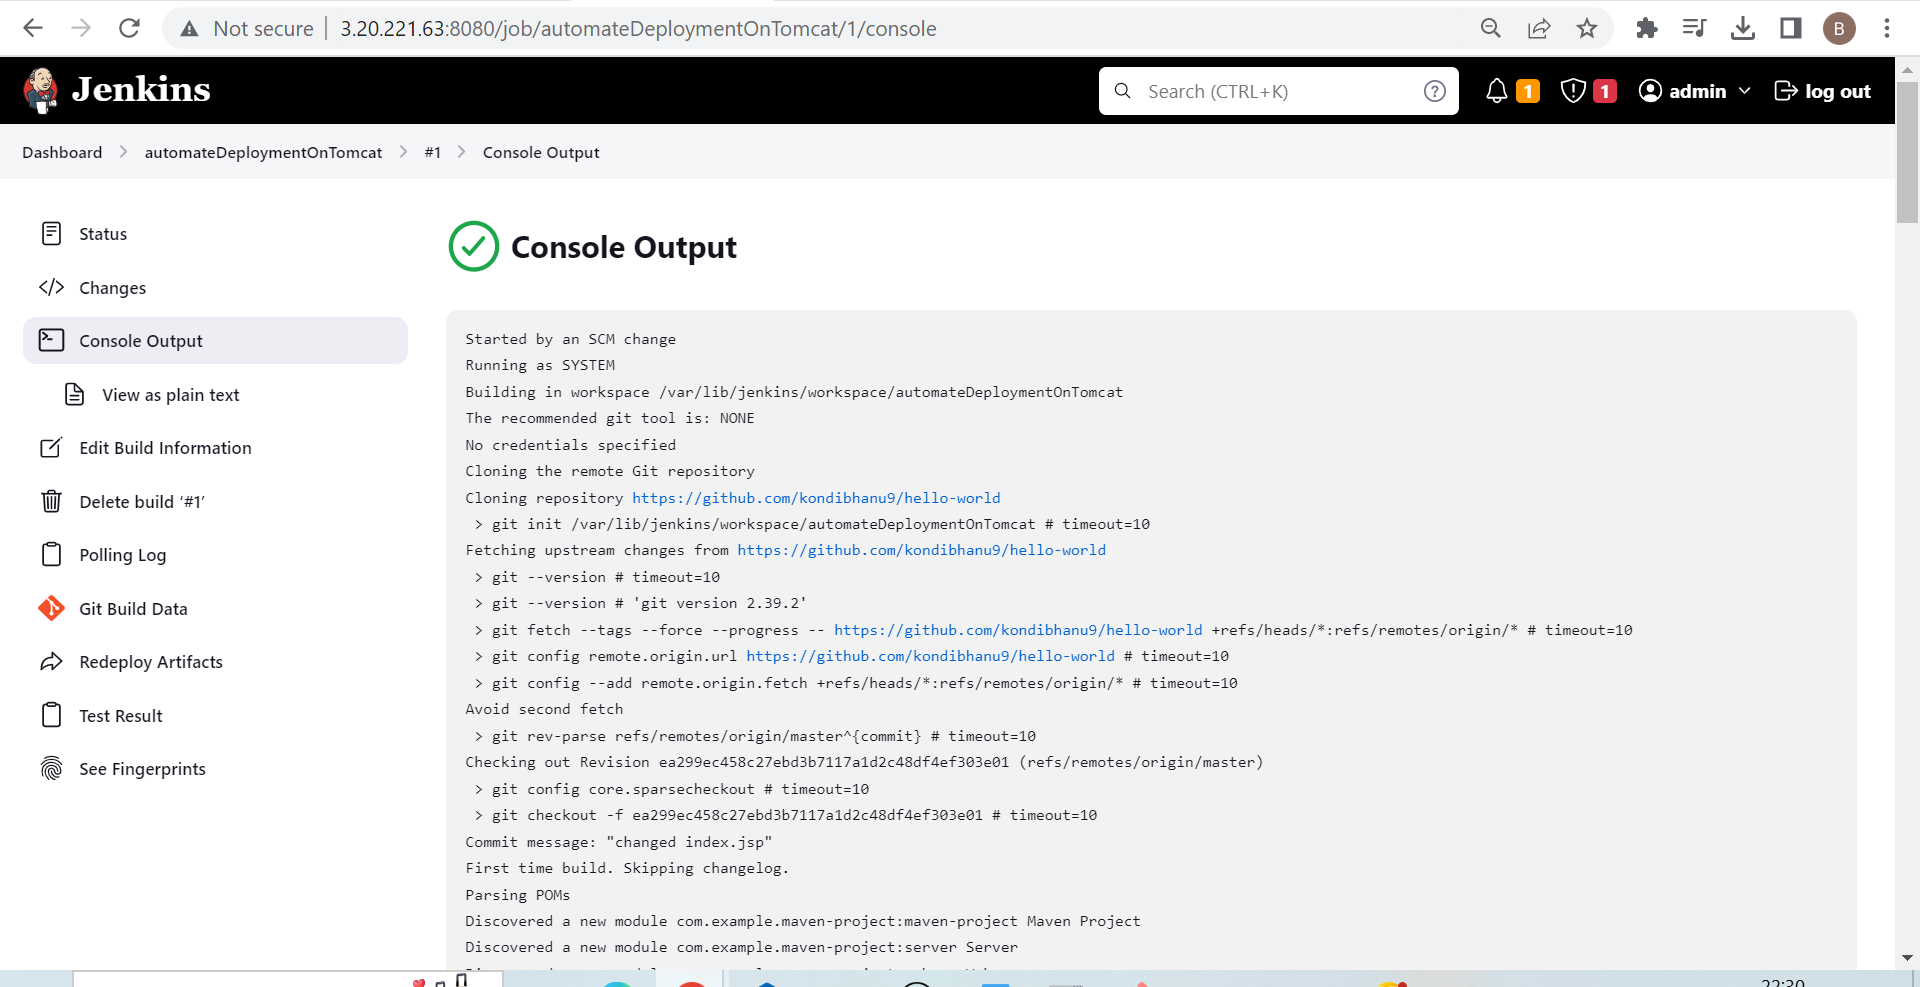 Not secure | 3.20.221.63:8080/job/automateDeploymentOnTomcat/1/console
B
Jenkins
Search (CTRL+K)
1
1
admin
log out
Dashboard > automateDeploymentOnTomcat > #1 > Console Output
Status
Changes
Console Output
View as plain text
Edit Build Information
Delete build ‘#1’
Polling Log
Git Build Data
Redeploy Artifacts
Test Result
See Fingerprints
Console Output
Started by an SCM change
Running as SYSTEM
Building in workspace /var/lib/jenkins/workspace/automateDeploymentOnTomcat
The recommended git tool is: NONE
No credentials specified
Cloning the remote Git repository
Cloning repository https://github.com/kondibhanu9/hello-world
 > git init /var/lib/jenkins/workspace/automateDeploymentOnTomcat # timeout=10
Fetching upstream changes from https://github.com/kondibhanu9/hello-world
 > git --version # timeout=10
 > git --version # 'git version 2.39.2'
 > git fetch --tags --force --progress -- https://github.com/kondibhanu9/hello-world +refs/heads/*:refs/remotes/origin/* # timeout=10
 > git config remote.origin.url https://github.com/kondibhanu9/hello-world # timeout=10
 > git config --add remote.origin.fetch +refs/heads/*:refs/remotes/origin/* # timeout=10
Avoid second fetch
 > git rev-parse refs/remotes/origin/master^{commit} # timeout=10
Checking out Revision ea299ec458c27ebd3b7117a1d2c48df4ef303e01 (refs/remotes/origin/master)
 > git config core.sparsecheckout # timeout=10
 > git checkout -f ea299ec458c27ebd3b7117a1d2c48df4ef303e01 # timeout=10
Commit message: "changed index.jsp"
First time build. Skipping changelog.
Parsing POMs
Discovered a new module com.example.maven-project:maven-project Maven Project
Discovered a new module com.example.maven-project:server Server
22:30